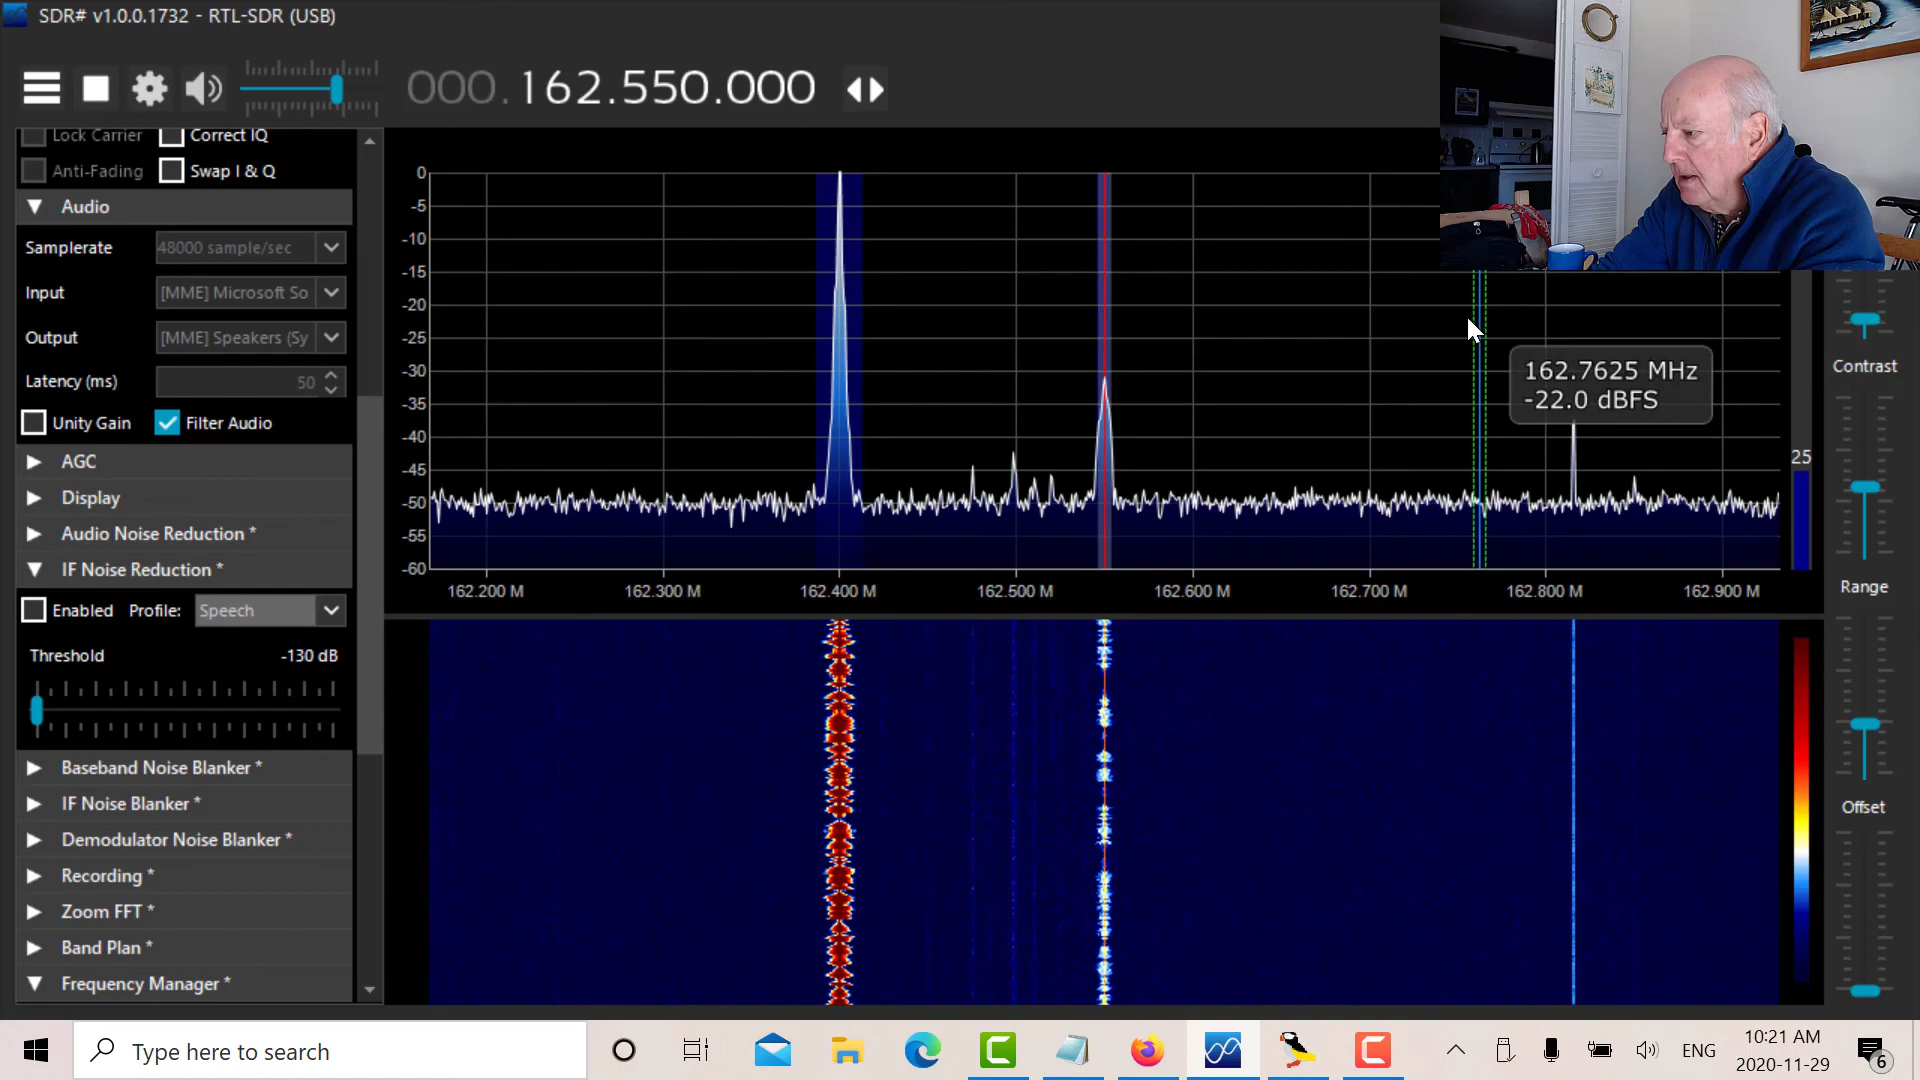 SDR# v1.0.0.1732 - RTL-SDR (USB)
000.162.550.000
Lock Carrier Correct IQ
Anti-Fading Swap I & Q
Audio
Samplerate 48000 sample/sec
Input [MME] Microsoft So
Output [MME] Speakers (Sy
Latency (ms) 50
Unity Gain Filter Audio
AGC
Display
Audio Noise Reduction *
IF Noise Reduction *
Enabled Profile: Speech
Threshold -130 dB
Baseband Noise Blanker *
IF Noise Blanker *
Demodulator Noise Blanker *
Recording *
Zoom FFT *
Band Plan *
Frequency Manager *
0
-5
-10
-15
-20
-25
-30
-35
-40
-45
-50
-55
-60
162.200 M 162.300 M 162.400 M 162.500 M 162.600 M 162.700 M 162.800 M 162.900 M
162.7625 MHz
-22.0 dBFS
25
Contrast
Range
Offset
Type here to search
ENG
10:21 AM
2020-11-29
6